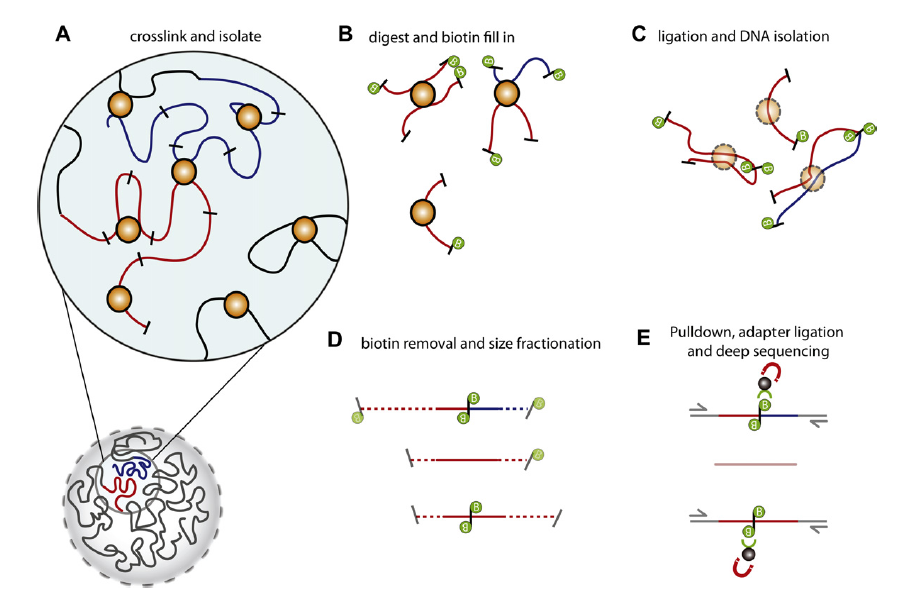 A crosslink and isolate
B digest and biotin fill in
C ligation and DNA isolation
B
B
B
B
B
B
B
B
B
B
B
B
B
B
D biotin removal and size fractionation
E Pulldown, adapter ligation
and deep sequencing
B
B
B
B
B
B
B
B
B
B
B